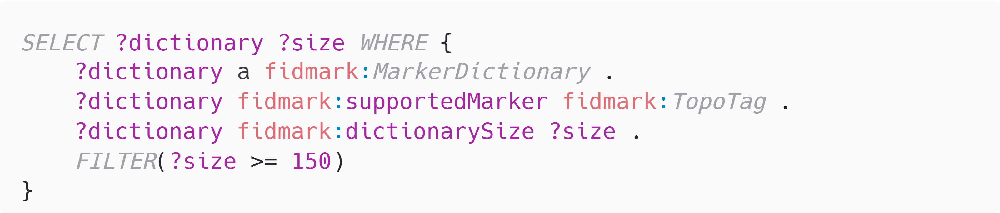 SELECT ?dictionary ?size WHERE {
    ?dictionary a fidmark:MarkerDictionary .
    ?dictionary fidmark:supportedMarker fidmark:TopoTag .
    ?dictionary fidmark:dictionarySize ?size .
    FILTER(?size >= 150)
}